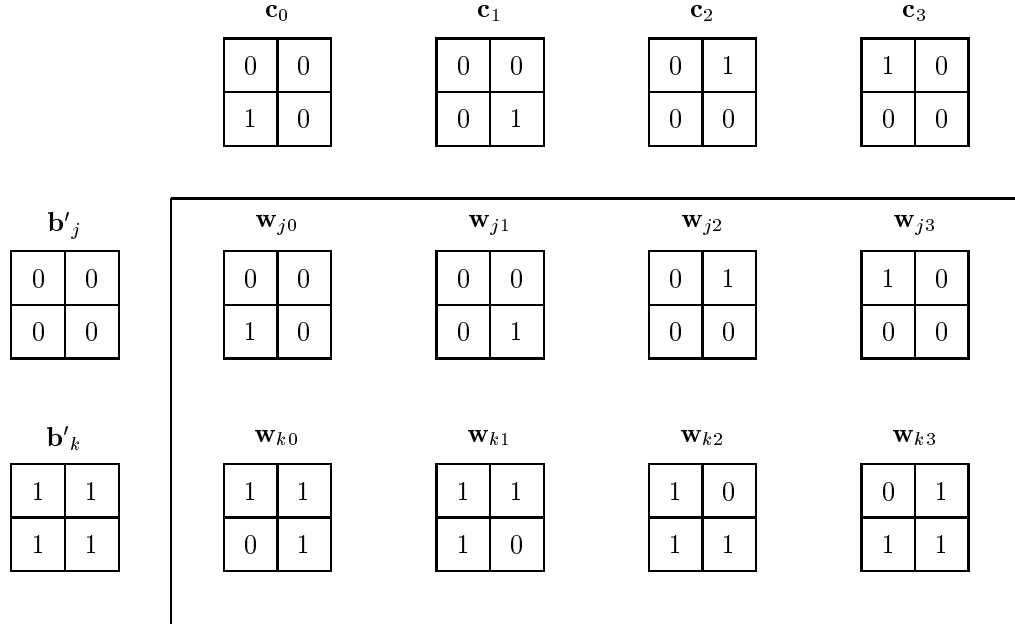 c0 c1 c2 c3
0 0 0 0 0 1 1 0
1 0 0 1 0 0 0 0
b'j wj0 wj1 wj2 wj3
0 0 0 0 0 0 0 1 1 0
0 0 1 0 0 1 0 0 0 0
b'k wk0 wk1 wk2 wk3
1 1 1 1 1 1 1 0 0 1
1 1 0 1 1 0 1 1 1 1